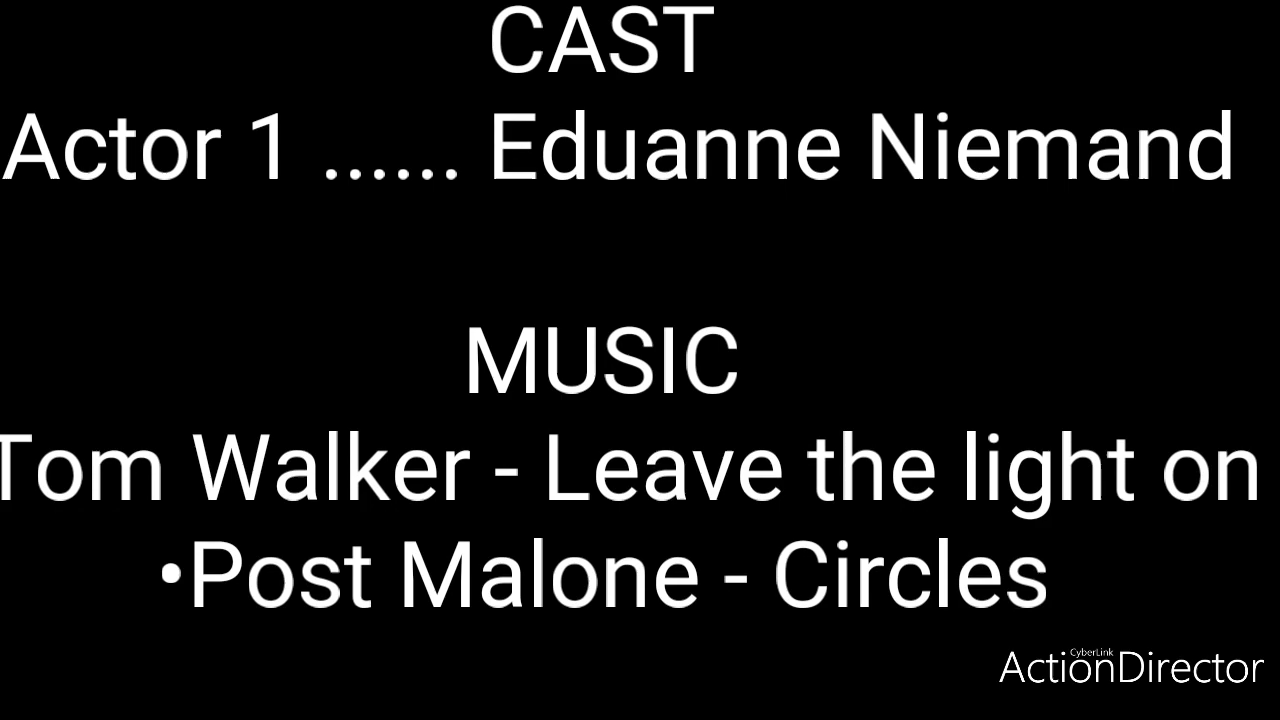 CAST
Actor 1 ...... Eduanne Niemand
MUSIC
Tom Walker - Leave the light on
•Post Malone - Circles
CyberLink
ActionDirector